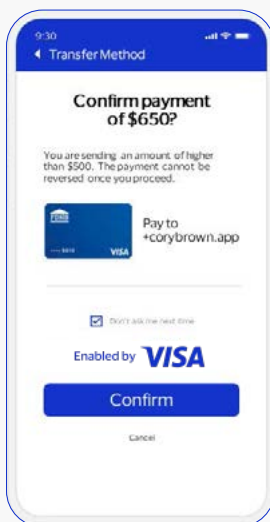 9:30
Transfer Method
Confirm payment
of $650?
You are sending an amount of higher
than $500. The payment cannot be
reversed once you proceed.
Pay to
+corybrown.app
VISA
Don't ask me next time
Enabled by VISA
Confirm
Cancel